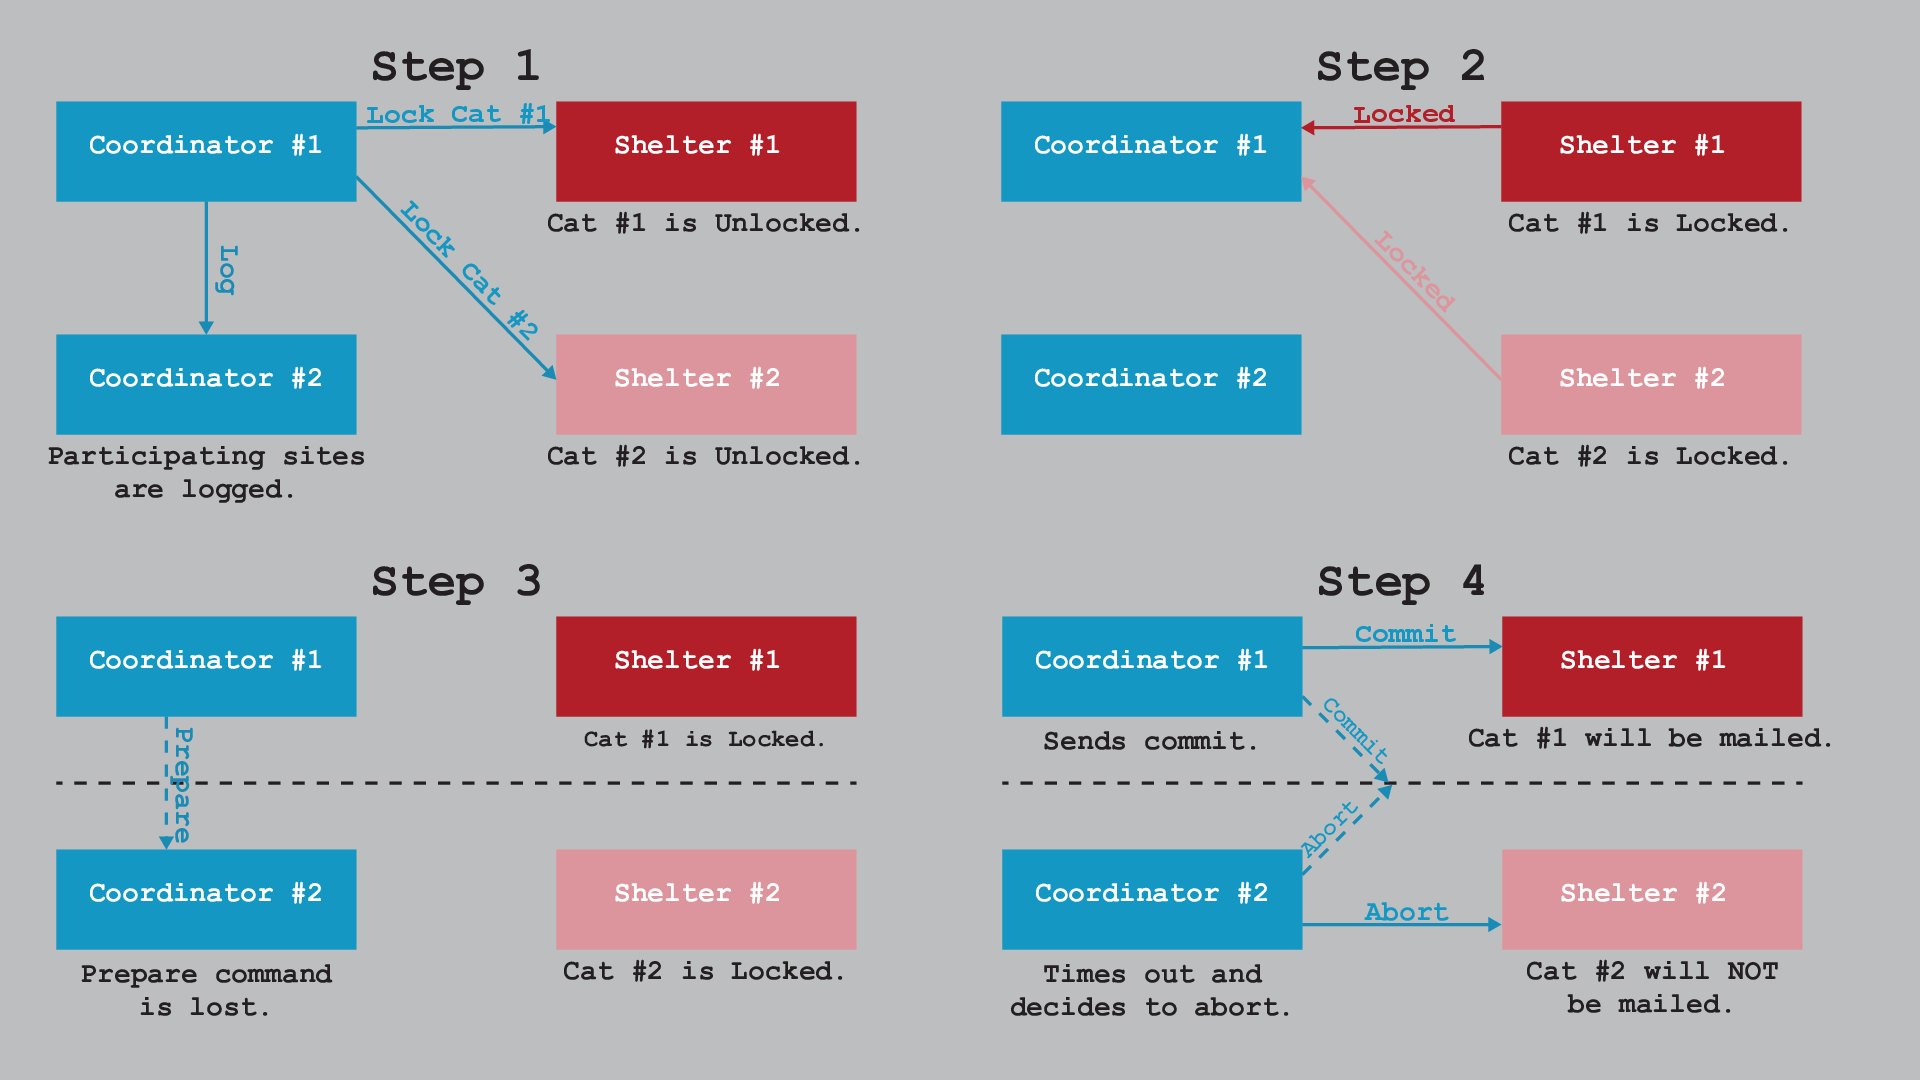 Step 1
Coordinator #1
Lock Cat #1
Shelter #1
Cat #1 is Unlocked.
Log
Lock Cat #2
Coordinator #2
Shelter #2
Participating sites
are logged.
Cat #2 is Unlocked.
Step 2
Coordinator #1
Locked
Shelter #1
Cat #1 is Locked.
Locked
Coordinator #2
Shelter #2
Cat #2 is Locked.
Step 3
Coordinator #1
Shelter #1
Cat #1 is Locked.
Prepare
Coordinator #2
Shelter #2
Prepare command
is lost.
Cat #2 is Locked.
Step 4
Coordinator #1
Commit
Shelter #1
Sends commit.
Commit
Cat #1 will be mailed.
Abort
Coordinator #2
Abort
Shelter #2
Times out and
decides to abort.
Cat #2 will NOT
be mailed.